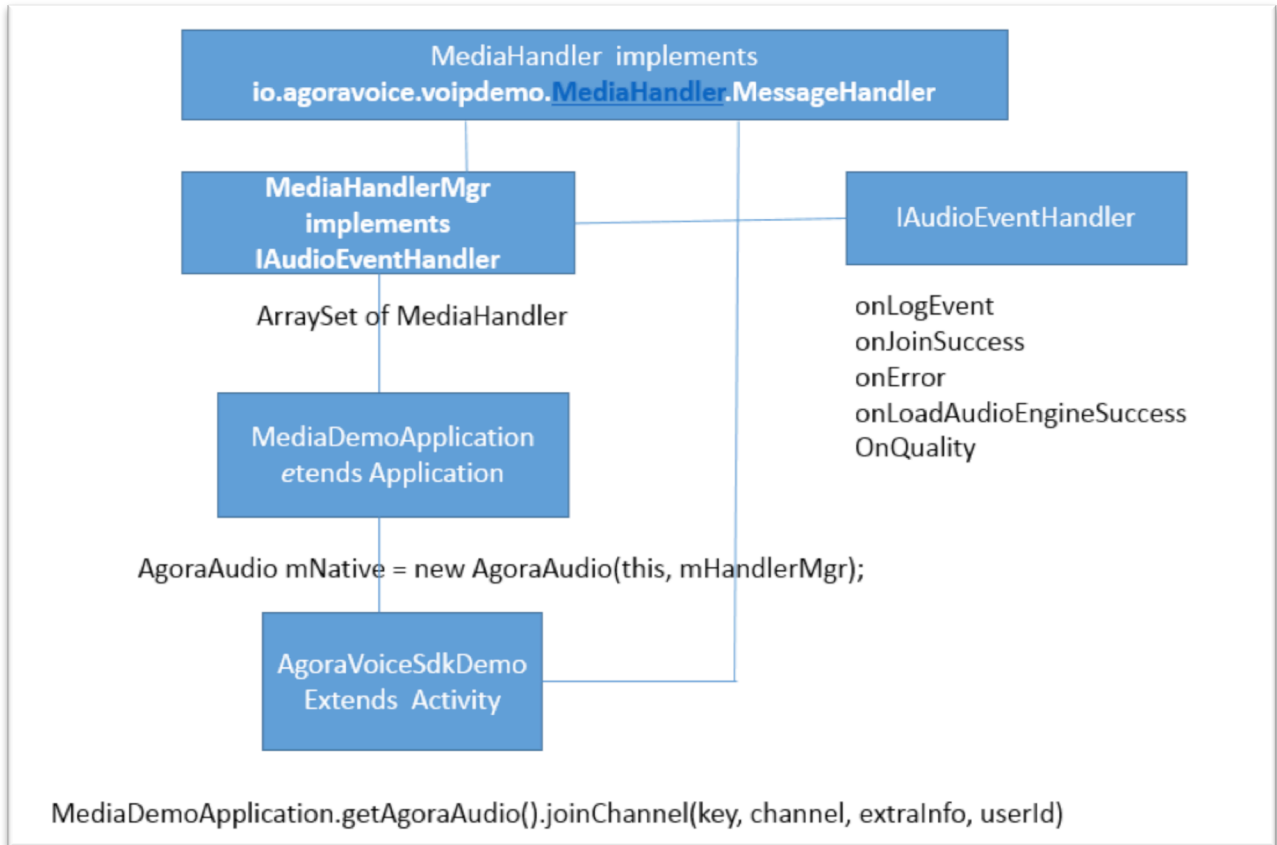 MediaHandler implements
io.agoravoice.voipdemo.MediaHandler.MessageHandler
MediaHandlerMgr
implements
IAudioEventHandler
IAudioEventHandler
ArraySet of MediaHandler
onLogEvent
onJoinSuccess
onError
onLoadAudioEngineSuccess
OnQuality
MediaDemoApplication
etends Application
AgoraAudio mNative = new AgoraAudio(this, mHandlerMgr);
AgoraVoiceSdkDemo
Extends Activity
MediaDemoApplication.getAgoraAudio().joinChannel(key, channel, extraInfo, userId)